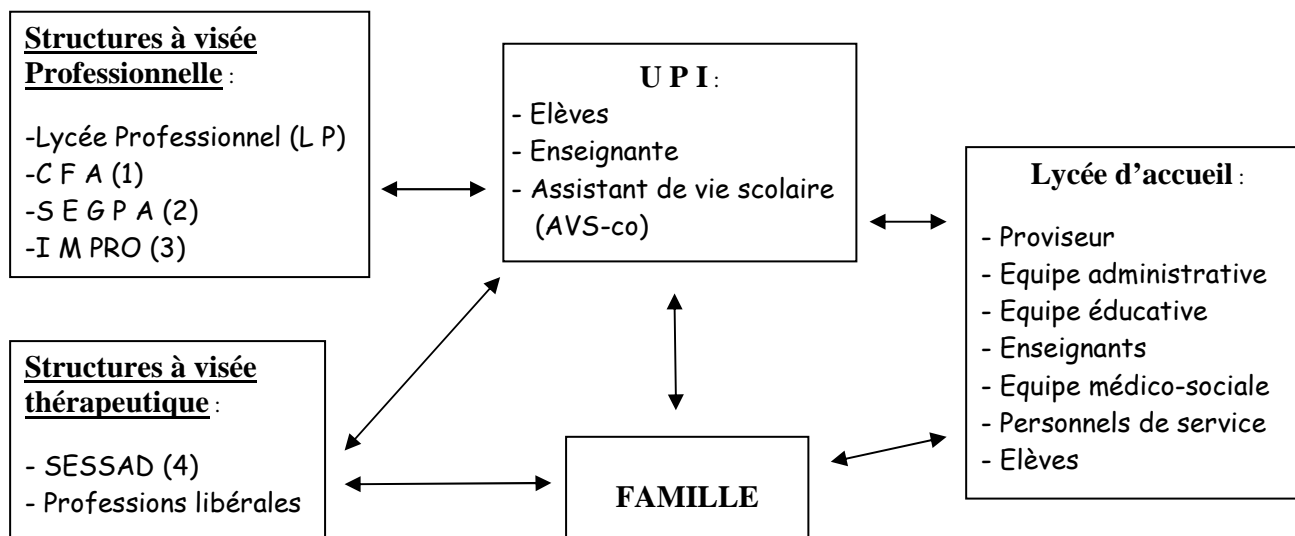 Structures à visée
Professionnelle :
-Lycée Professionnel (L P)
-C F A (1)
-S E G P A (2)
-I M PRO (3)
U P I :
- Elèves
- Enseignante
- Assistant de vie scolaire
(AVS-co)
Lycée d’accueil :
- Proviseur
- Equipe administrative
- Equipe éducative
- Enseignants
- Equipe médico-sociale
- Personnels de service
- Elèves
Structures à visée
thérapeutique :
- SESSAD (4)
- Professions libérales
FAMILLE